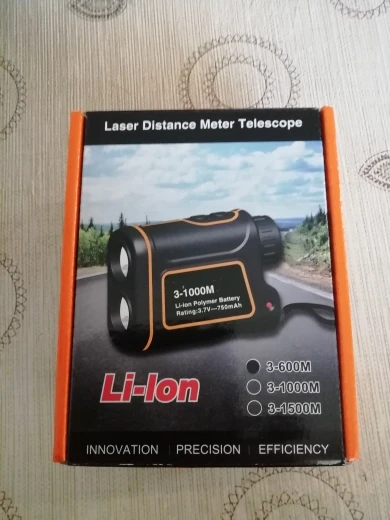 Laser Distance Meter Telescope
3-1000M
Li-ion Polymer Battery
Rating:3.7V—750mAh
3-600M
3-1000M
3-1500M
Li-Ion
INNOVATION | PRECISION | EFFICIENCY